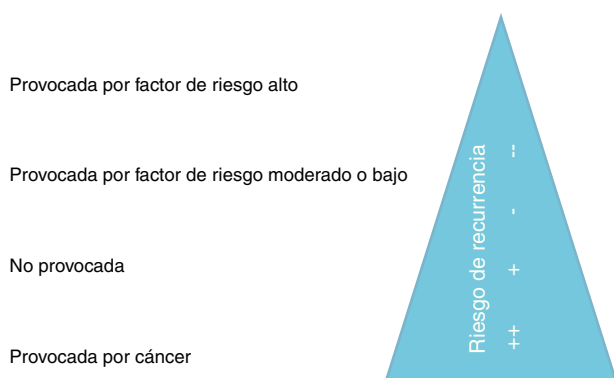 Provocada por factor de riesgo alto
Provocada por factor de riesgo moderado o bajo
No provocada
Provocada por cáncer
Riesgo de recurrencia
++ + - --